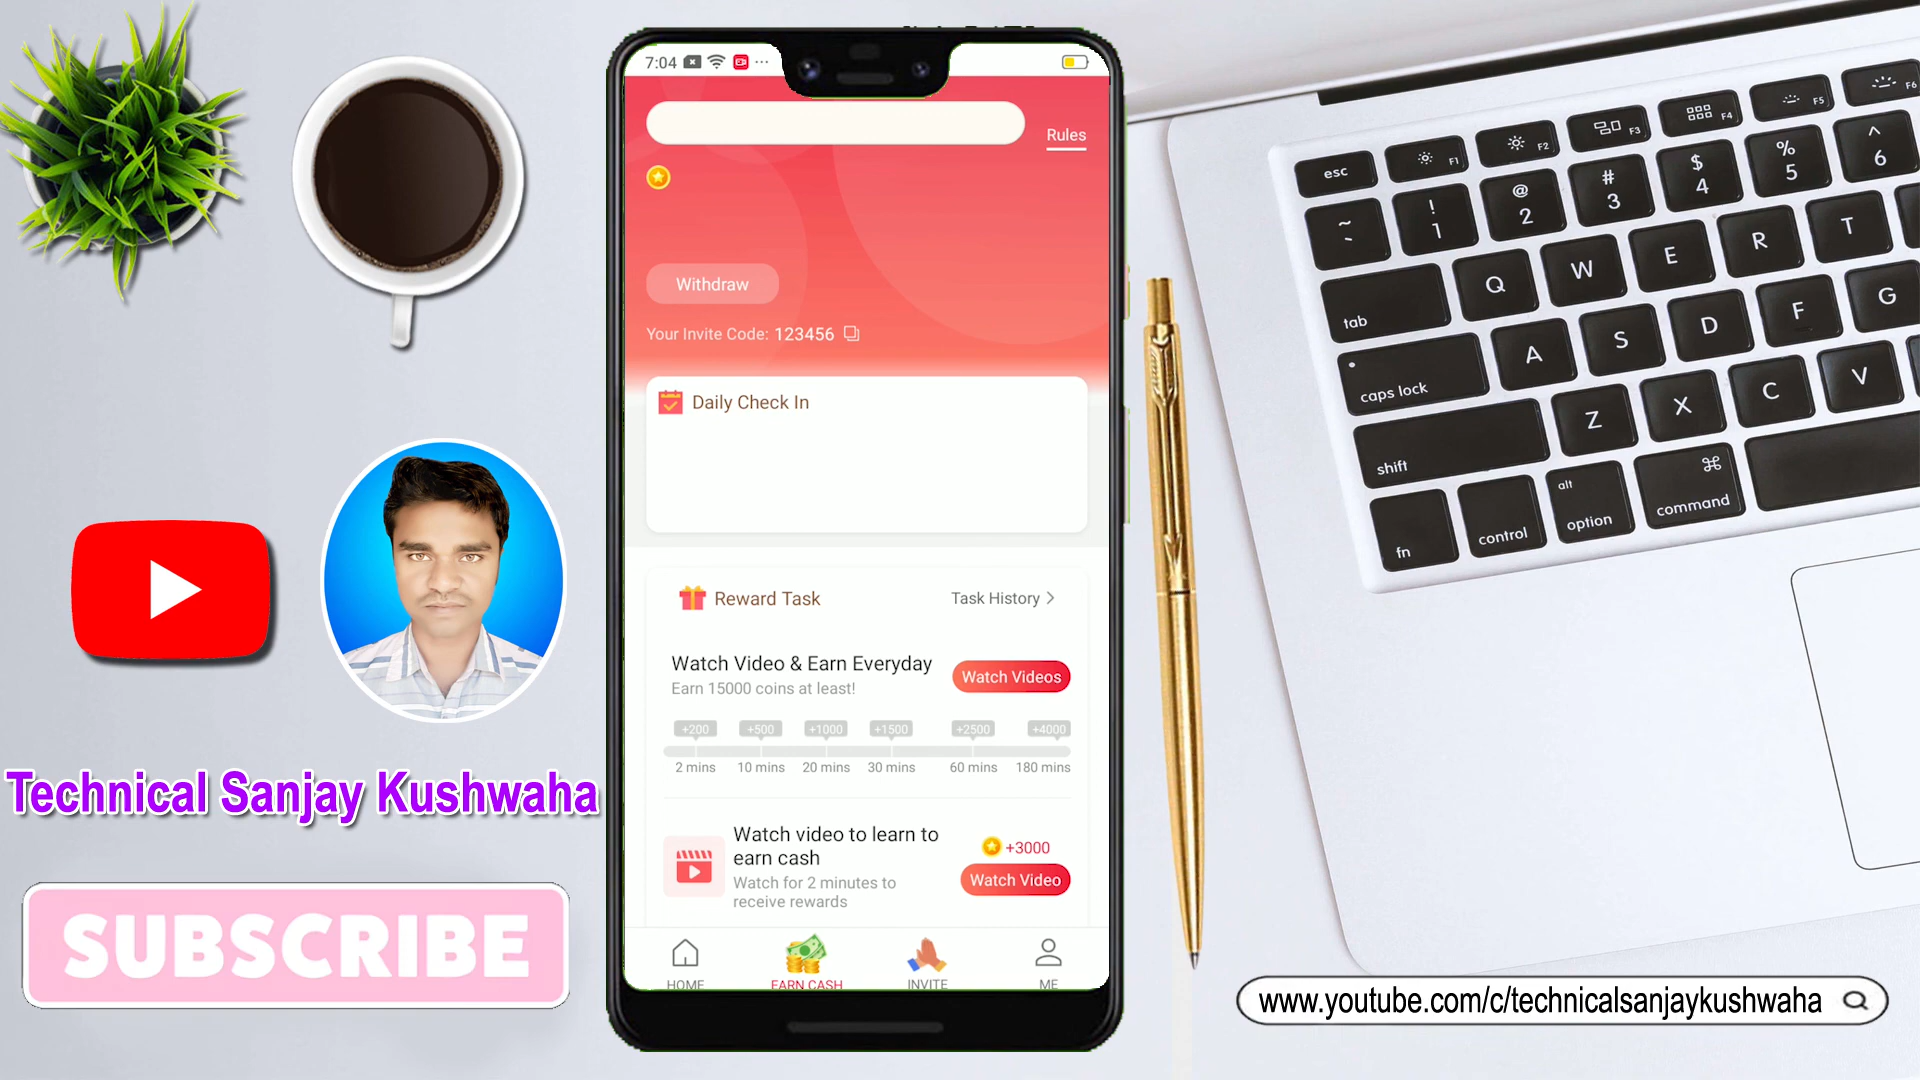 7:04
Rules
Withdraw
Your Invite Code: 123456
Daily Check In
Reward Task
Task History >
Watch Video & Earn Everyday
Earn 15000 coins at least!
Watch Videos
+200 +500 +1000 +1500 +2500 +4000
2 mins 10 mins 20 mins 30 mins 60 mins 180 mins
Watch video to learn to
earn cash
Watch for 2 minutes to
receive rewards
+3000
Watch Video
HOME EARN CASH INVITE ME
Technical Sanjay Kushwaha
SUBSCRIBE
www.youtube.com/c/technicalsanjaykushwaha
esc F1 F2 F3 F4 F5 F6
~ ` ! 1 @ 2 # 3 $ 4 % 5 ^ 6
tab Q W E R T
caps lock A S D F G
shift Z X C V
fn control alt option ⌘ command